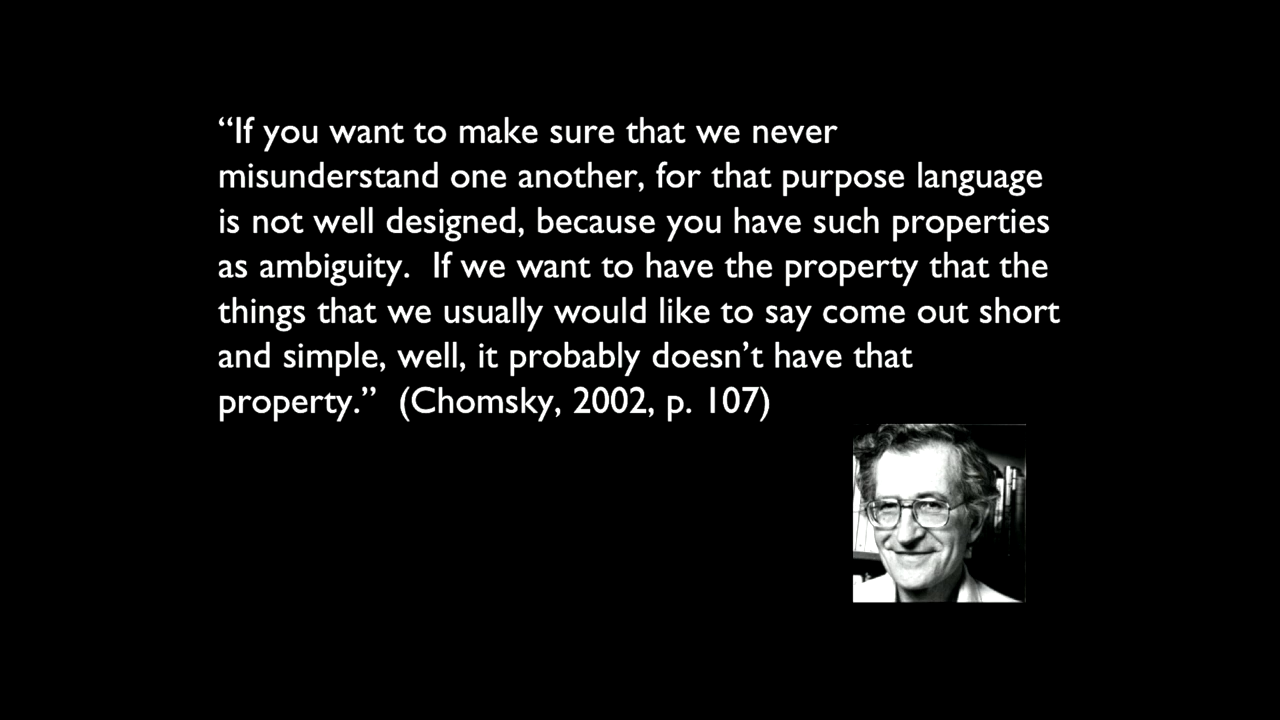 “If you want to make sure that we never
misunderstand one another, for that purpose language
is not well designed, because you have such properties
as ambiguity.  If we want to have the property that the
things that we usually would like to say come out short
and simple, well, it probably doesn’t have that
property.”  (Chomsky, 2002, p. 107)